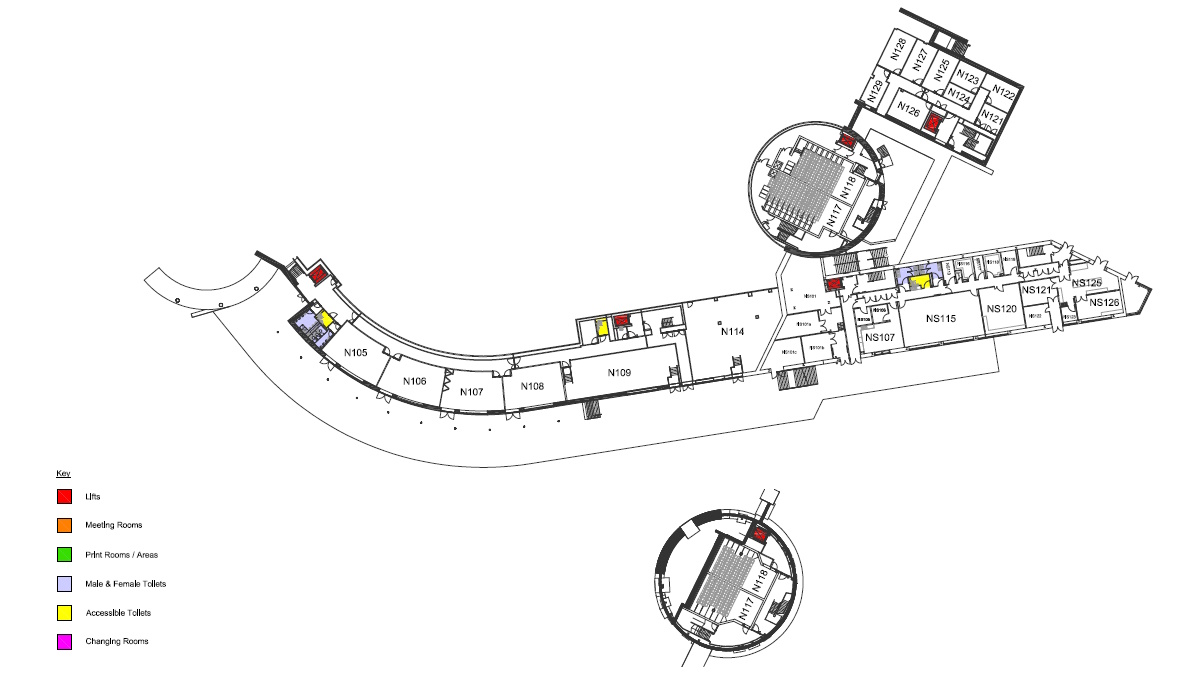 N128
N127
N125
N123
N122
N124
N129
N126
N121
N118
N117
NS101
N114
NS107
NS115
NS120
NS121
NS125
NS126
N105
N106
N107
N108
N109
Key
Lifts
Meeting Rooms
Print Rooms / Areas
Male & Female Toilets
Accessible Toilets
Changing Rooms
N118
N117